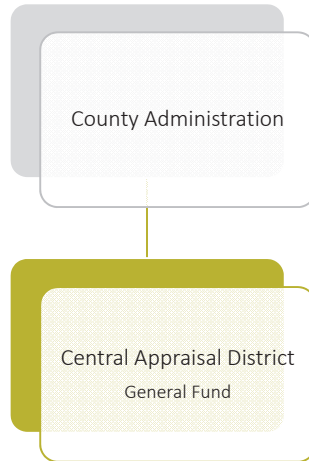 County Administration
Central Appraisal District
General Fund